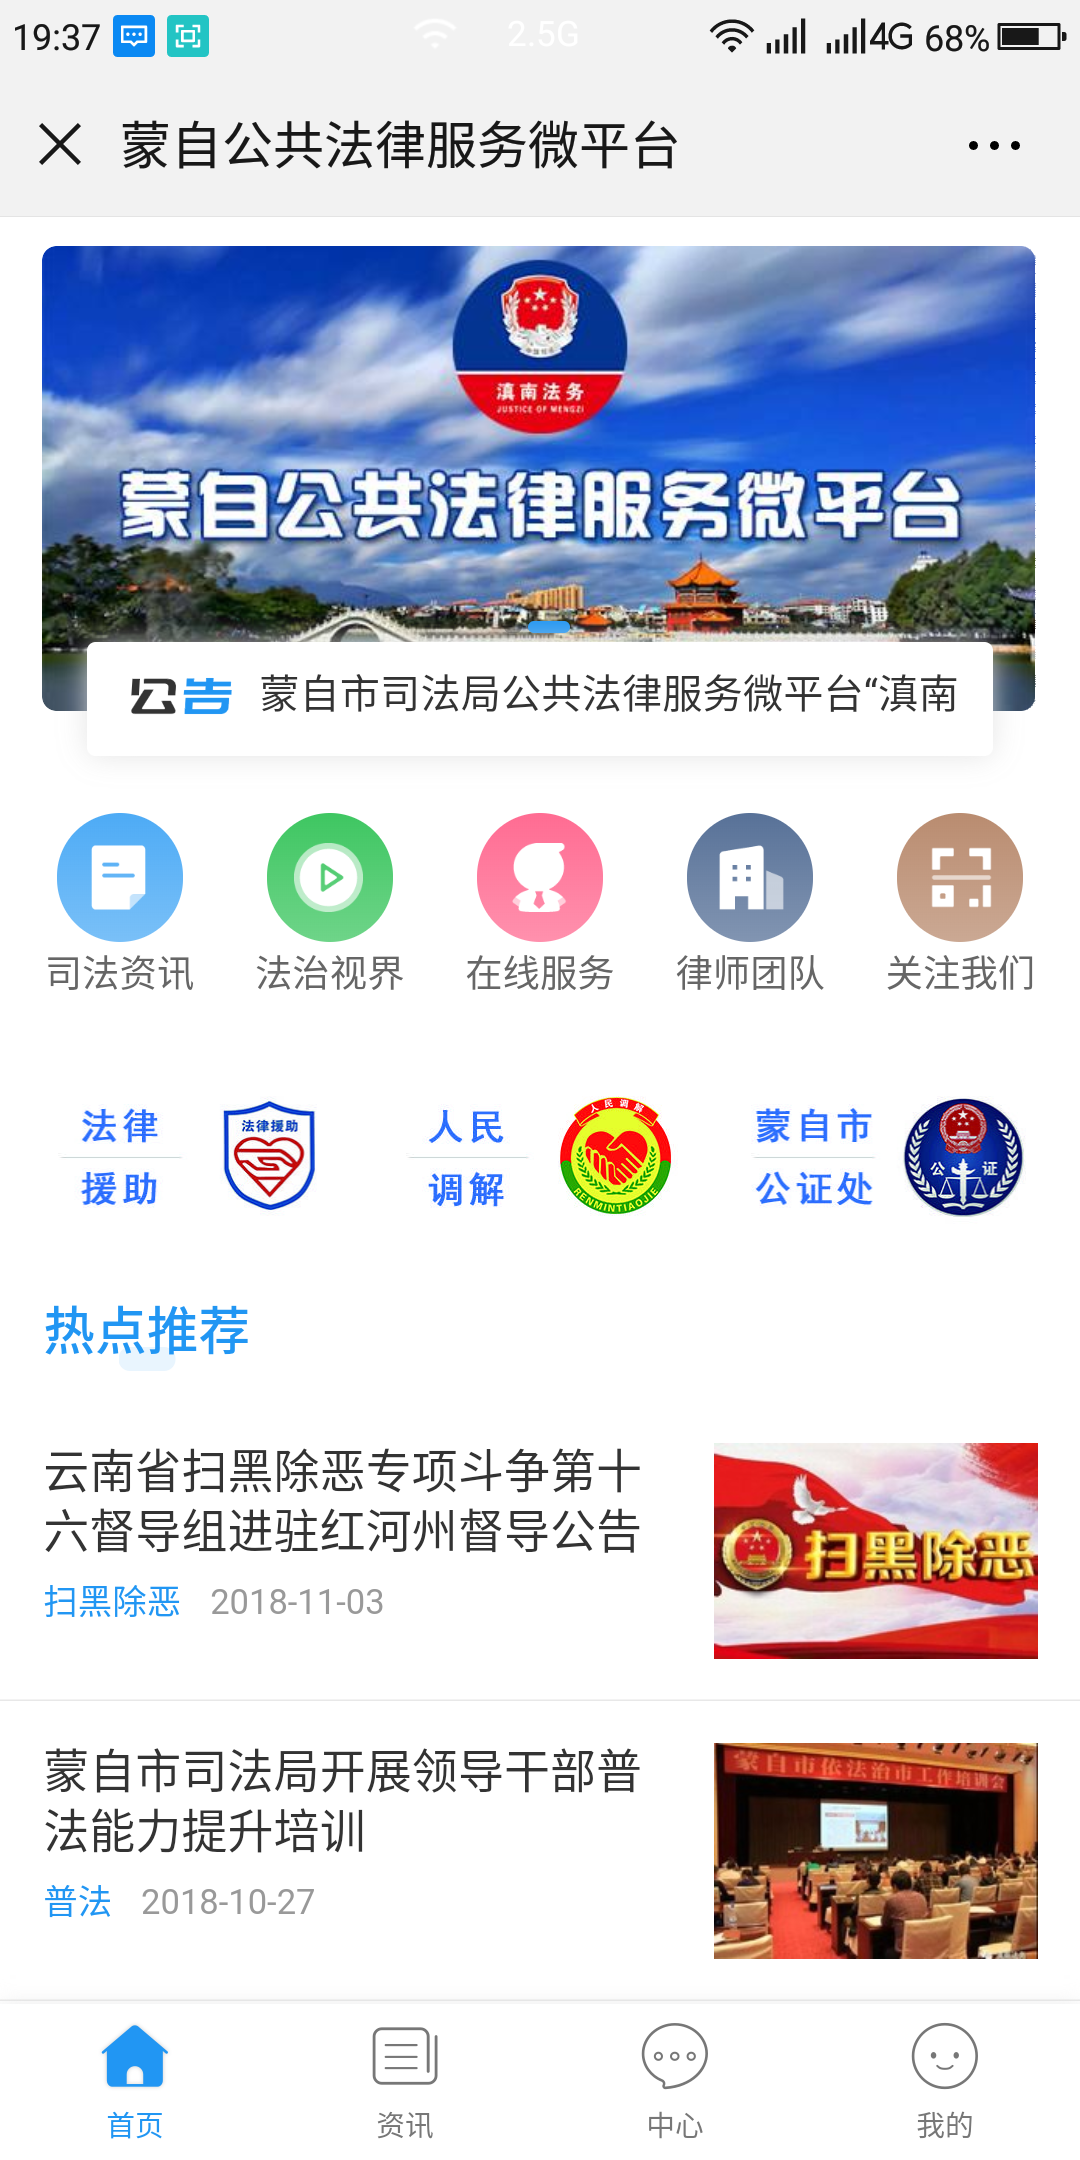 19:37
2.5G
4G 68%
蒙自公共法律服务微平台
滇南法务
JUSTICE OF MENGZI
蒙自公共法律服务微平台
公告 蒙自市司法局公共法律服务微平台“滇南
司法资讯 法治视界 在线服务 律师团队 关注我们
法律
援助
法律援助
人民
调解
人民调解
RENMINTIAOJIE
蒙自市
公证处
公证
热点推荐
云南省扫黑除恶专项斗争第十
六督导组进驻红河州督导公告
扫黑除恶 2018-11-03
扫黑除恶
蒙自市司法局开展领导干部普
法能力提升培训
普法 2018-10-27
蒙自市依法治市工作培训会
首页 资讯 中心 我的